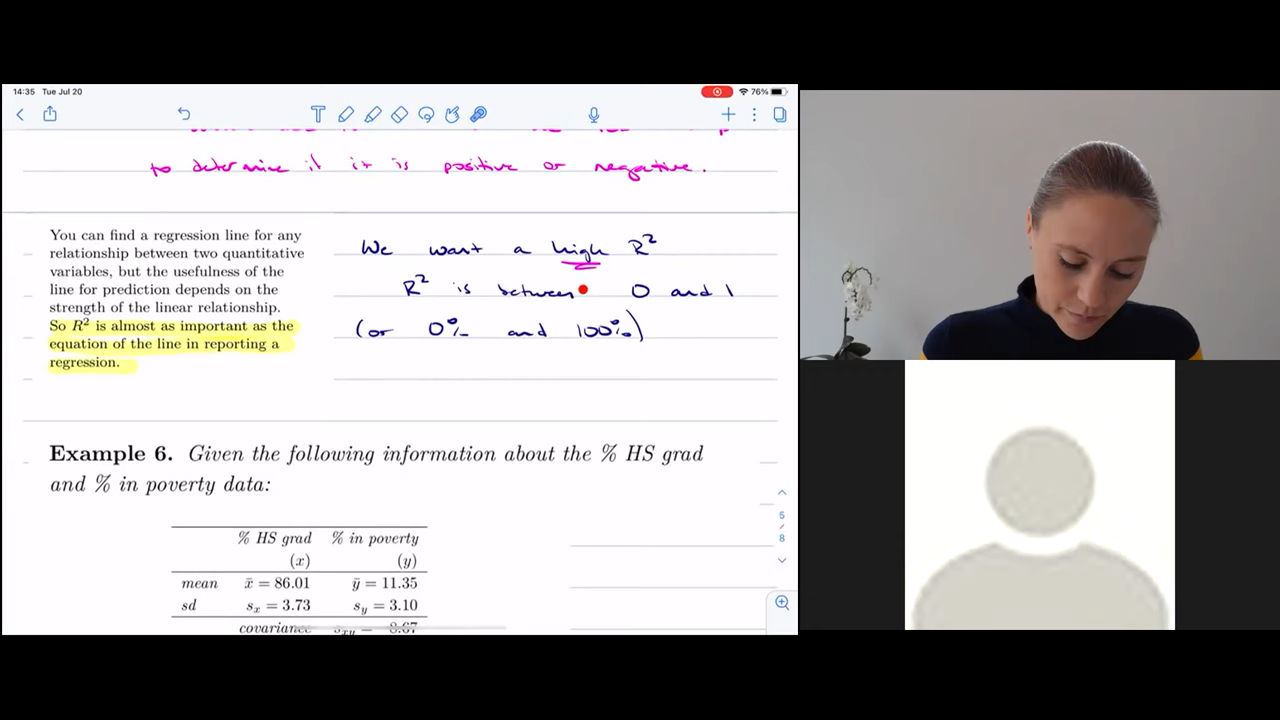 14:35 Tue Jul 20
76%
to determine if it is positive or negative.
You can find a regression line for any
relationship between two quantitative
variables, but the usefulness of the
line for prediction depends on the
strength of the linear relationship.
So R² is almost as important as the
equation of the line in reporting a
regression.
We want a high R²
R² is between 0 and 1
(or 0% and 100%)
Example 6. Given the following information about the % HS grad
and % in poverty data:
% HS grad % in poverty
(x) (y)
mean x̄ = 86.01 ȳ = 11.35
sd sₓ = 3.73 s_y = 3.10
covariance s_xy = 8.67
5
/
8